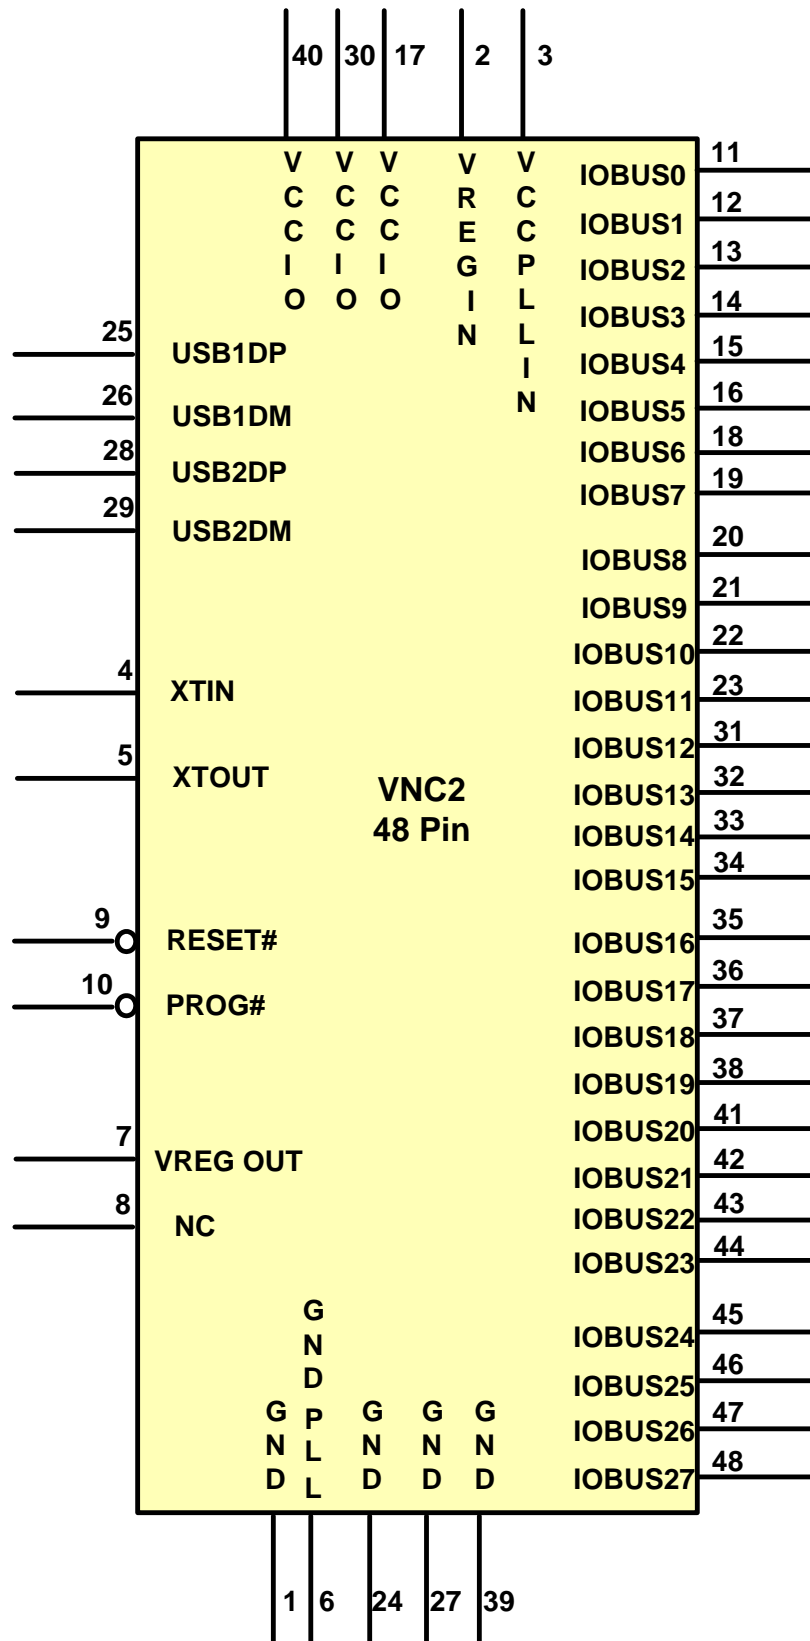 40 30 17 2 3
VCCIO
VCCIO
VCCIO
VREGIN
VCCPLLIN
25 USB1DP
26 USB1DM
28 USB2DP
29 USB2DM
4 XTIN
5 XTOUT
9 RESET#
10 PROG#
7 VREG OUT
8 NC
VNC2
48 Pin
IOBUS0 11
IOBUS1 12
IOBUS2 13
IOBUS3 14
IOBUS4 15
IOBUS5 16
IOBUS6 18
IOBUS7 19
IOBUS8 20
IOBUS9 21
IOBUS10 22
IOBUS11 23
IOBUS12 31
IOBUS13 32
IOBUS14 33
IOBUS15 34
IOBUS16 35
IOBUS17 36
IOBUS18 37
IOBUS19 38
IOBUS20 41
IOBUS21 42
IOBUS22 43
IOBUS23 44
IOBUS24 45
IOBUS25 46
IOBUS26 47
IOBUS27 48
GND
GND PLL
GND
GND
GND
1 6 24 27 39